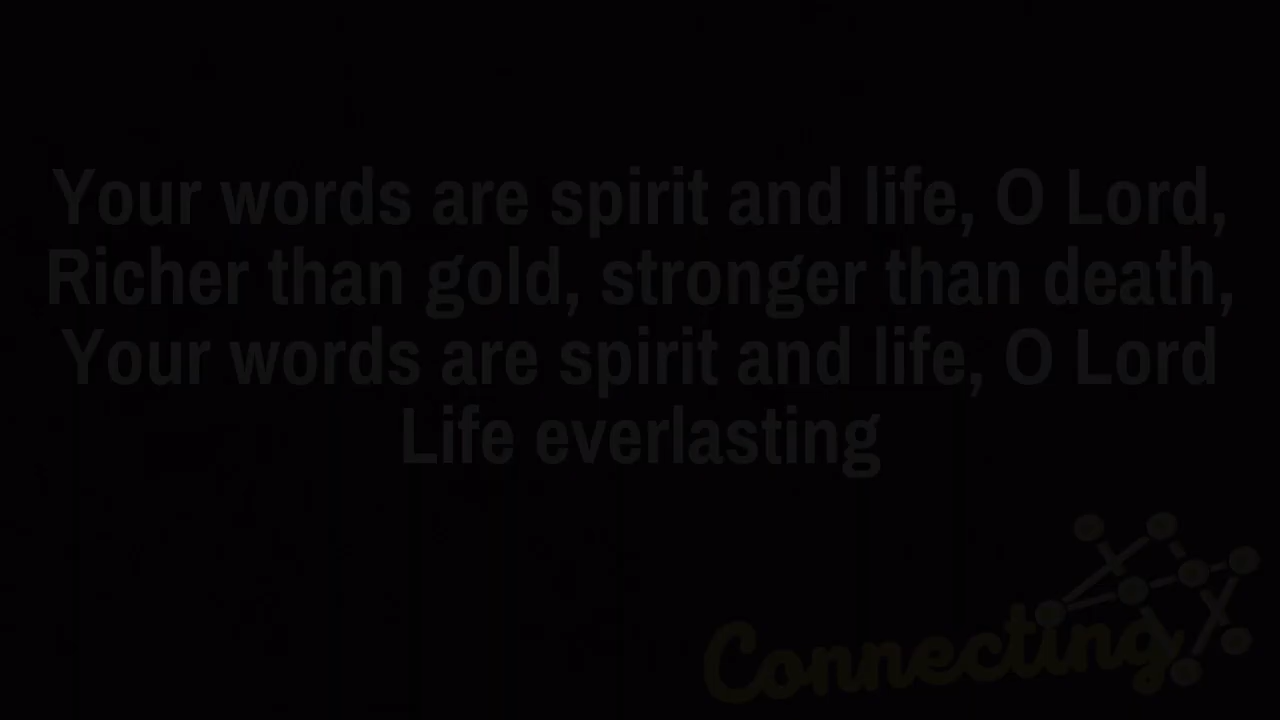 Your words are spirit and life, O Lord,
Richer than gold, stronger than death,
Your words are spirit and life, O Lord
Life everlasting
Connecting